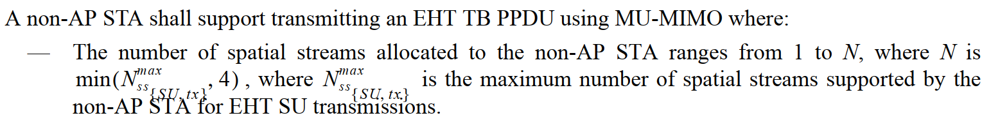 A non-AP STA shall support transmitting an EHT TB PPDU using MU-MIMO where:
— The number of spatial streams allocated to the non-AP STA ranges from 1 to N, where N is
min(N_{ss_{SU, tx}}^{max}, 4), where N_{ss_{SU, tx}}^{max} is the maximum number of spatial streams supported by the
non-AP STA for EHT SU transmissions.